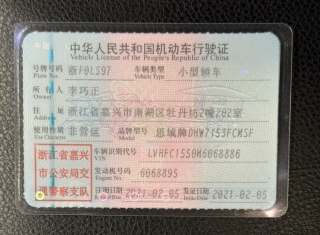 中华人民共和国机动车行驶证
Vehicle License of the People's Republic of China
号牌号码 浙F0L597 车辆类型 小型轿车
Plate No. Vehicle Type
所有人 李巧正
Owner
住址 浙江省嘉兴市南湖区牡丹坊2幢202室
使用性质 非营运 品牌型号 思域牌DHW7153FCMSF
浙江省嘉兴
市公安局交
通警察支队
车辆识别代号 LVHFC1550M6068886
VIN
发动机号码 6068895
Engine No.
注册日期 2021-02-05 发证日期 2021-02-05